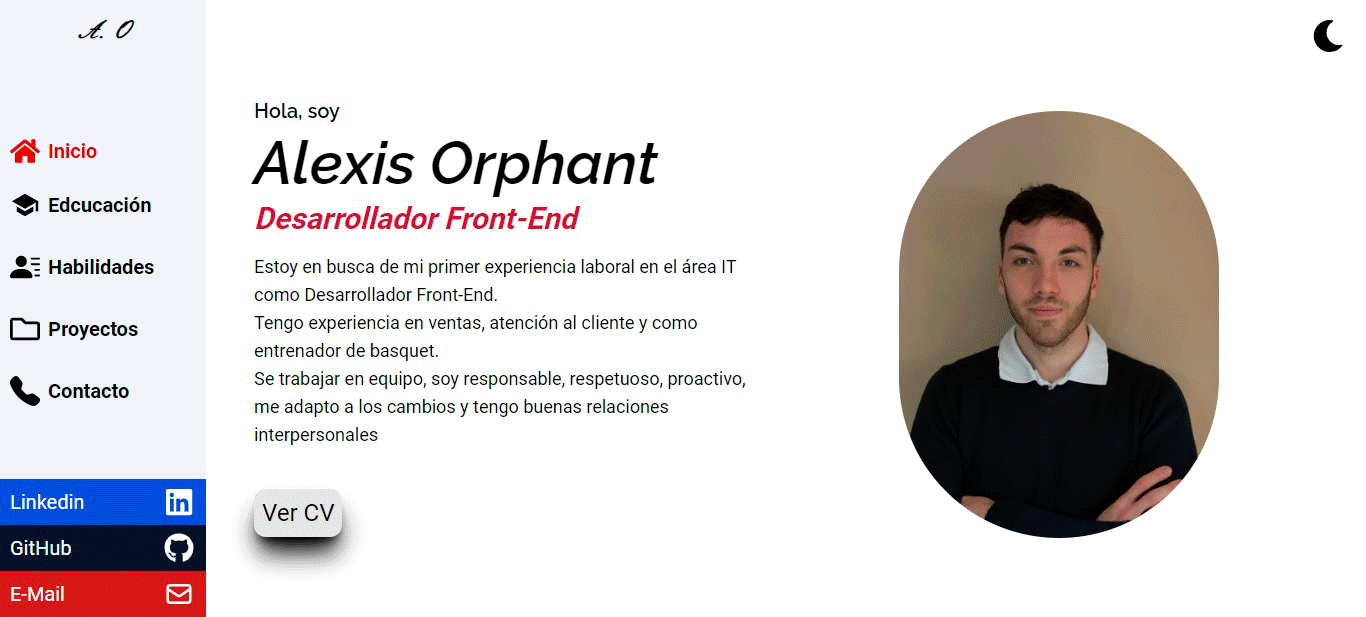 A. O
Inicio
Edcucación
Habilidades
Proyectos
Contacto
Linkedin
in
GitHub
E-Mail
Hola, soy
Alexis Orphant
Desarrollador Front-End
Estoy en busca de mi primer experiencia laboral en el área IT
como Desarrollador Front-End.
Tengo experiencia en ventas, atención al cliente y como
entrenador de basquet.
Se trabajar en equipo, soy responsable, respetuoso, proactivo,
me adapto a los cambios y tengo buenas relaciones
interpersonales
Ver CV